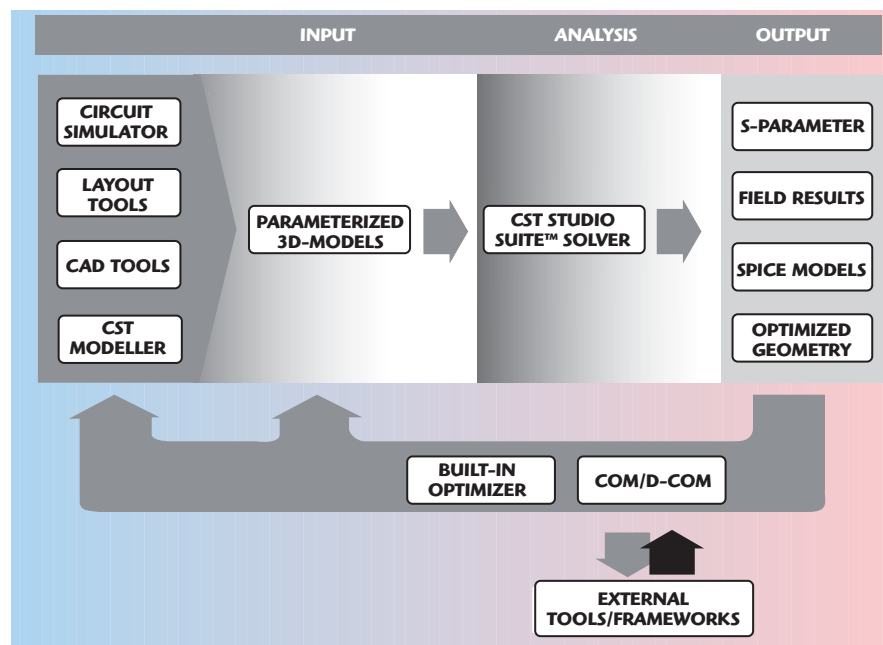 INPUT
ANALYSIS
OUTPUT
CIRCUIT
SIMULATOR
LAYOUT
TOOLS
CAD TOOLS
CST
MODELLER
PARAMETERIZED
3D-MODELS
CST STUDIO
SUITE™ SOLVER
S-PARAMETER
FIELD RESULTS
SPICE MODELS
OPTIMIZED
GEOMETRY
BUILT-IN
OPTIMIZER
COM/D-COM
EXTERNAL
TOOLS/FRAMEWORKS